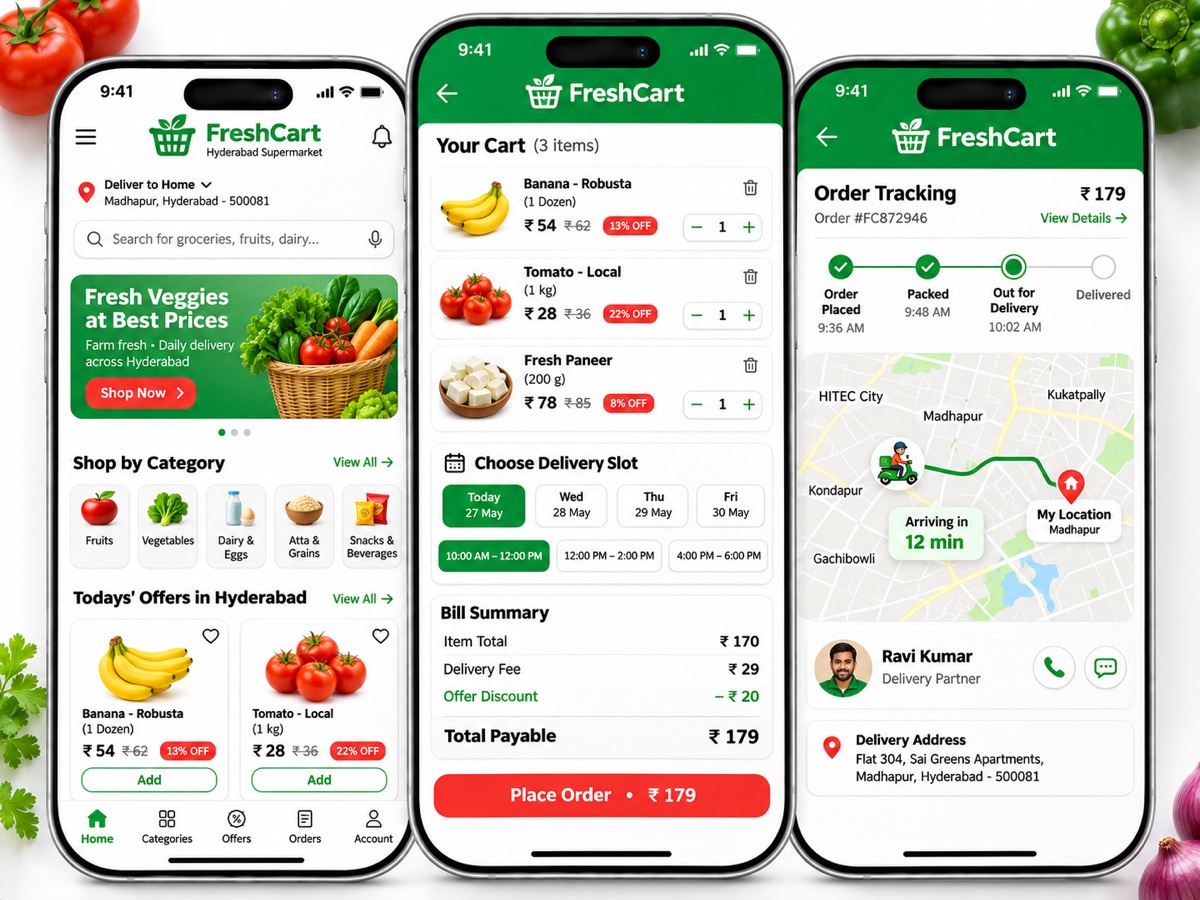 9:41
FreshCart
Hyderabad Supermarket
Deliver to Home
Madhapur, Hyderabad - 500081
Search for groceries, fruits, dairy...
Fresh Veggies
at Best Prices
Farm fresh • Daily delivery
across Hyderabad
Shop Now
Shop by Category
View All →
Fruits
Vegetables
Dairy &
Eggs
Atta &
Grains
Snacks &
Beverages
Todays' Offers in Hyderabad
View All →
Banana - Robusta
(1 Dozen)
₹ 54 ₹ 62 13% OFF
Add
Tomato - Local
(1 kg)
₹ 28 ₹ 36 22% OFF
Add
Home
Categories
Offers
Orders
Account
9:41
FreshCart
Your Cart (3 items)
Banana - Robusta
(1 Dozen)
₹ 54 ₹ 62 13% OFF
− 1 +
Tomato - Local
(1 kg)
₹ 28 ₹ 36 22% OFF
− 1 +
Fresh Paneer
(200 g)
₹ 78 ₹ 85 8% OFF
− 1 +
Choose Delivery Slot
Today
27 May
Wed
28 May
Thu
29 May
Fri
30 May
10:00 AM – 12:00 PM
12:00 PM – 2:00 PM
4:00 PM – 6:00 PM
Bill Summary
Item Total ₹ 170
Delivery Fee ₹ 29
Offer Discount – ₹ 20
Total Payable ₹ 179
Place Order • ₹ 179
9:41
FreshCart
Order Tracking ₹ 179
Order #FC872946 View Details →
Order
Placed
9:36 AM
Packed
9:48 AM
Out for
Delivery
10:02 AM
Delivered
HITEC City
Madhapur
Kukatpally
Kondapur
Gachibowli
Arriving in
12 min
My Location
Madhapur
Ravi Kumar
Delivery Partner
Delivery Address
Flat 304, Sai Greens Apartments,
Madhapur, Hyderabad - 500081